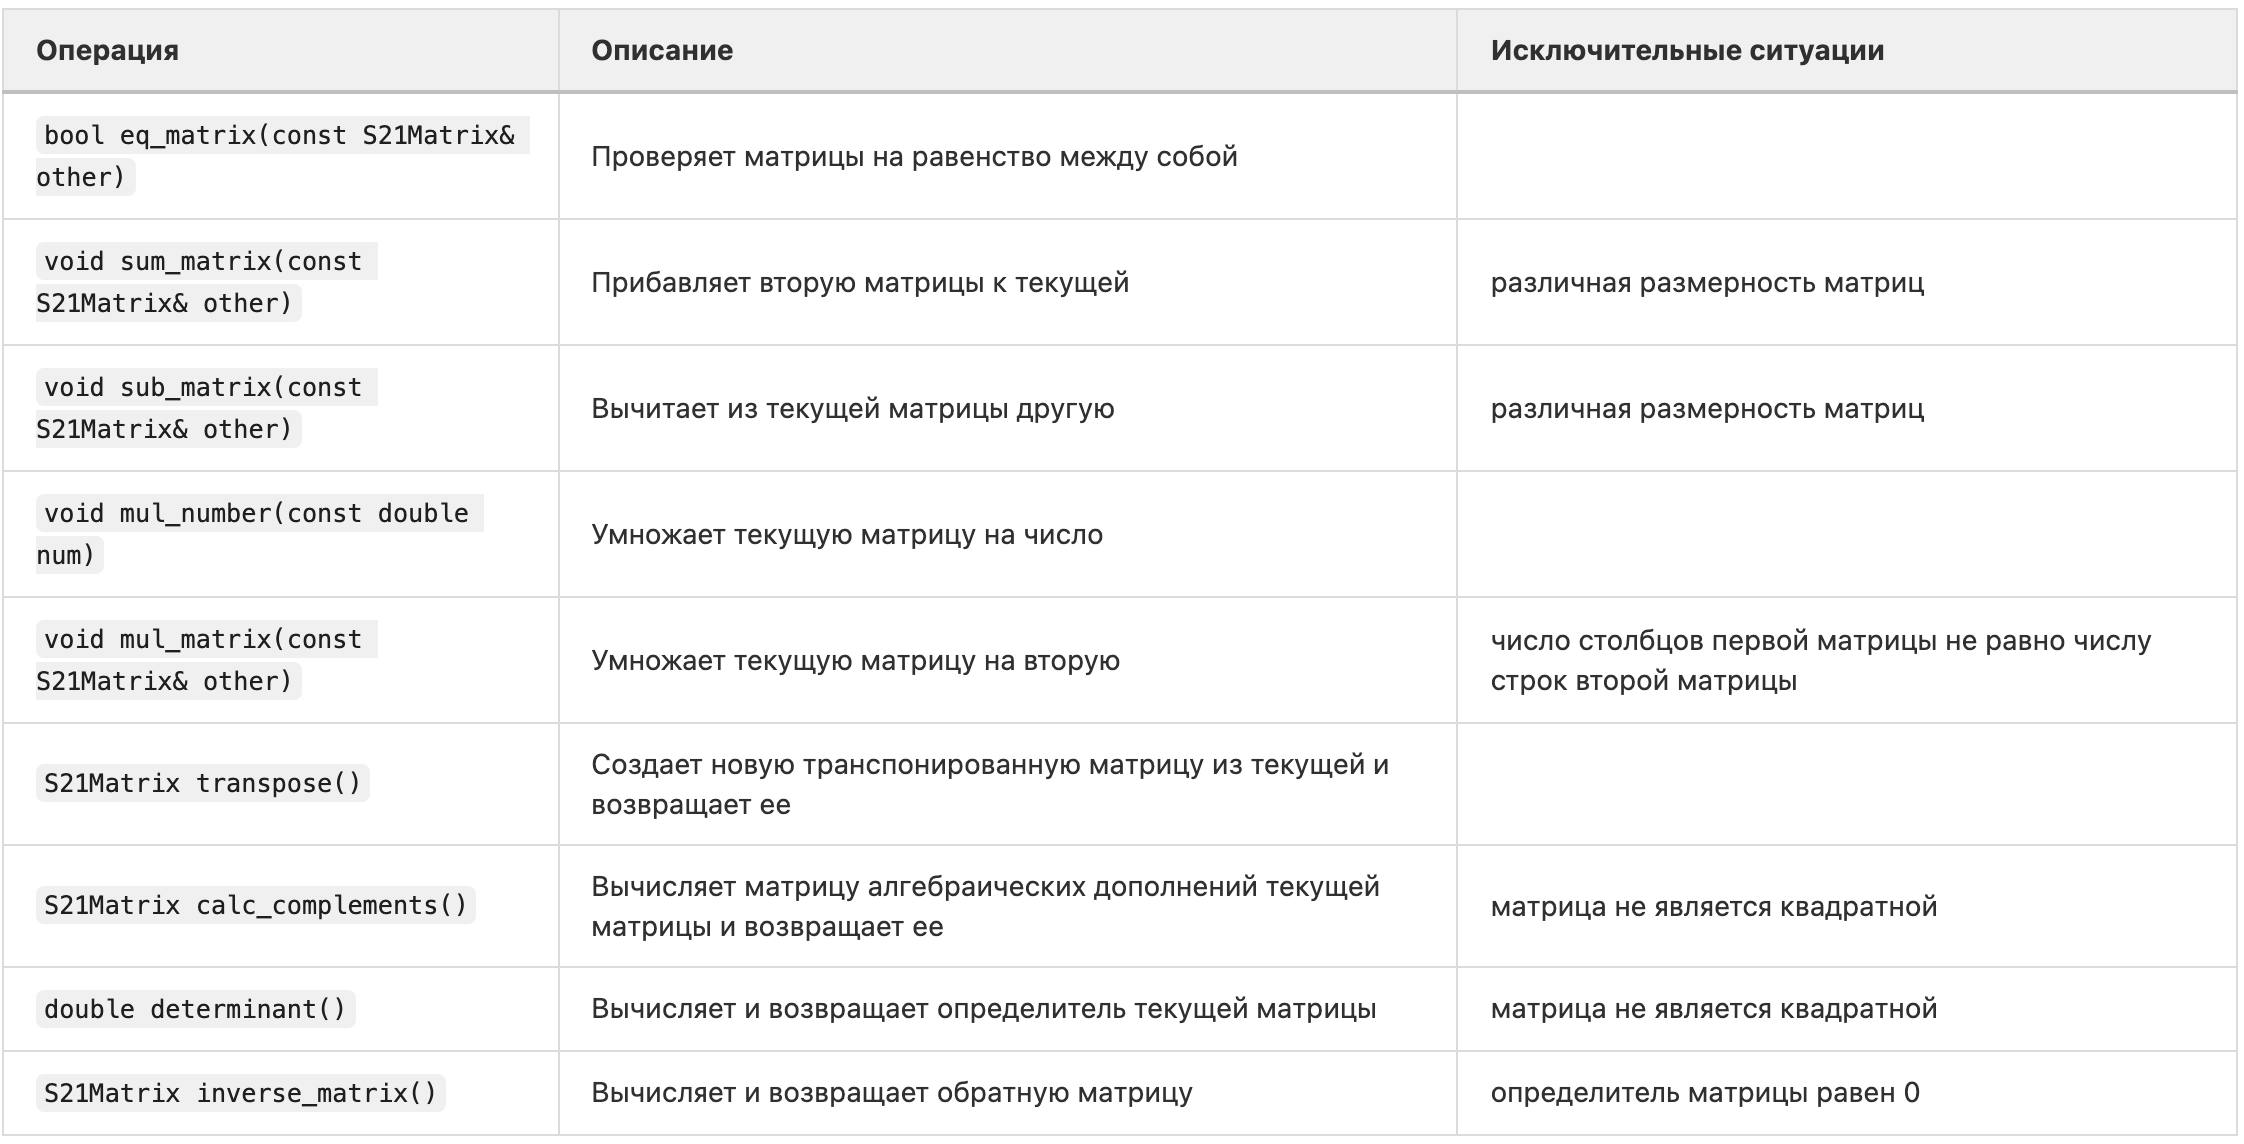 Операция
Описание
Исключительные ситуации
bool eq_matrix(const S21Matrix&
other)
Проверяет матрицы на равенство между собой
void sum_matrix(const
S21Matrix& other)
Прибавляет вторую матрицы к текущей
различная размерность матриц
void sub_matrix(const
S21Matrix& other)
Вычитает из текущей матрицы другую
различная размерность матриц
void mul_number(const double
num)
Умножает текущую матрицу на число
void mul_matrix(const
S21Matrix& other)
Умножает текущую матрицу на вторую
число столбцов первой матрицы не равно числу
строк второй матрицы
S21Matrix transpose()
Создает новую транспонированную матрицу из текущей и
возвращает ее
S21Matrix calc_complements()
Вычисляет матрицу алгебраических дополнений текущей
матрицы и возвращает ее
матрица не является квадратной
double determinant()
Вычисляет и возвращает определитель текущей матрицы
матрица не является квадратной
S21Matrix inverse_matrix()
Вычисляет и возвращает обратную матрицу
определитель матрицы равен 0